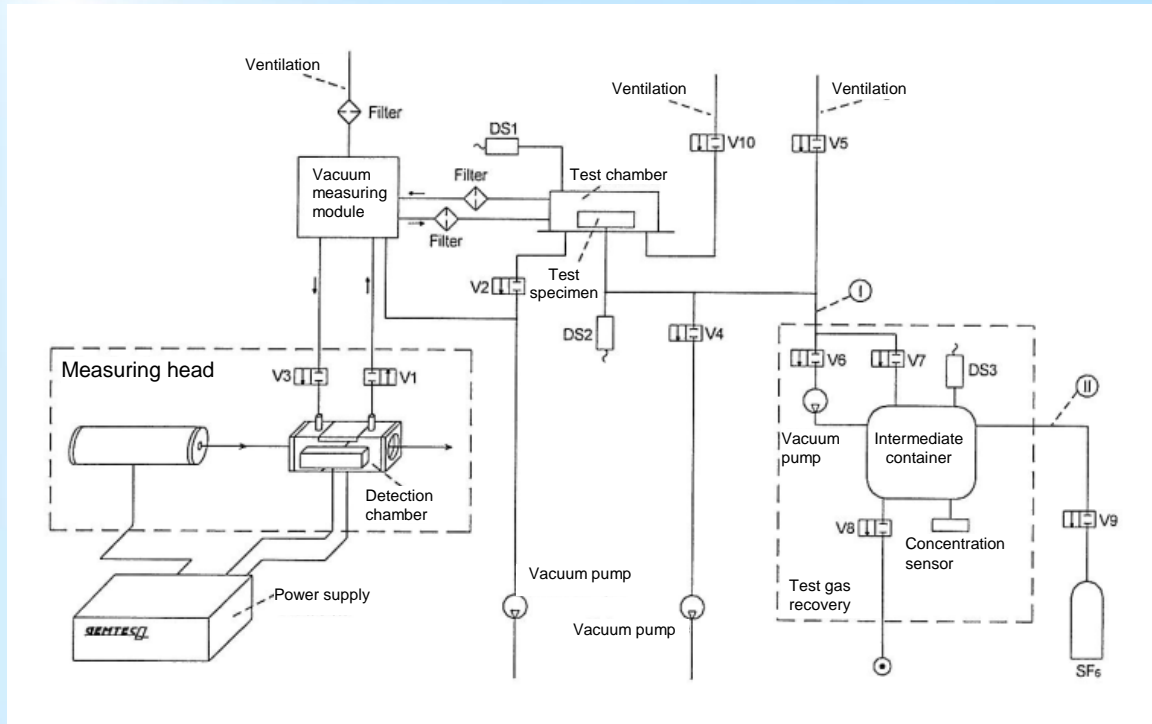 Ventilation
Filter
Vacuum
measuring
module
DS1
Filter
Filter
Test chamber
Test
specimen
Ventilation
V10
Ventilation
V5
V2
DS2
V4
I
V6
V7
DS3
II
Vacuum
pump
Intermediate
container
V8
Concentration
sensor
V9
Test gas
recovery
SF6
Measuring head
V3
V1
Detection
chamber
Power supply
GEMTEC
Vacuum pump
Vacuum pump